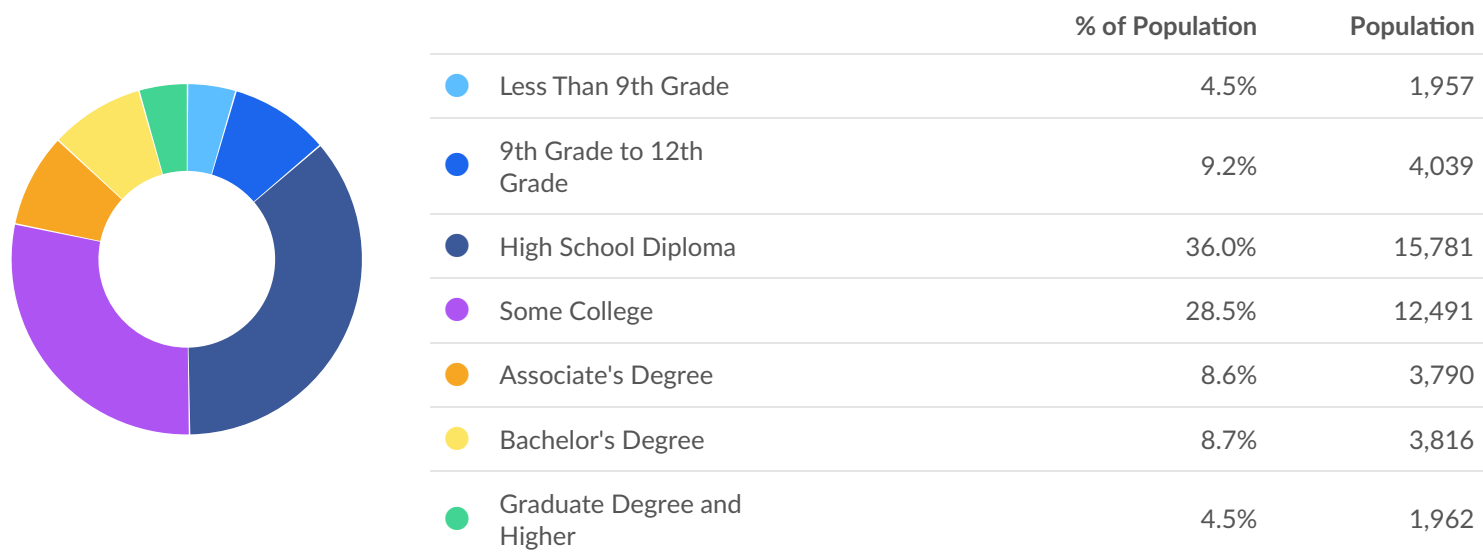 % of Population Population
Less Than 9th Grade 4.5% 1,957
9th Grade to 12th
Grade 9.2% 4,039
High School Diploma 36.0% 15,781
Some College 28.5% 12,491
Associate's Degree 8.6% 3,790
Bachelor's Degree 8.7% 3,816
Graduate Degree and
Higher 4.5% 1,962